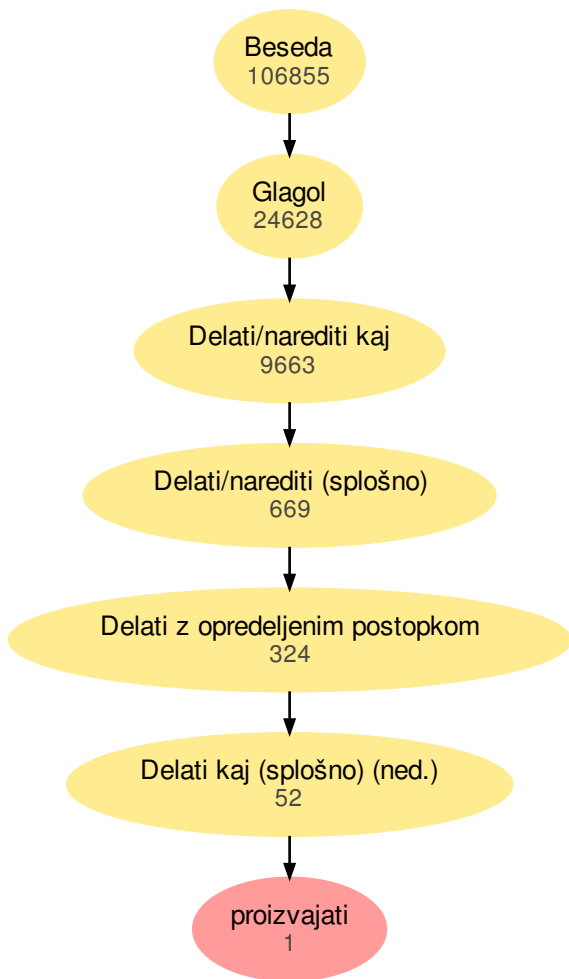 Beseda
106855
Glagol
24628
Delati/narediti kaj
9663
Delati/narediti (splošno)
669
Delati z opredeljenim postopkom
324
Delati kaj (splošno) (ned.)
52
proizvajati
1